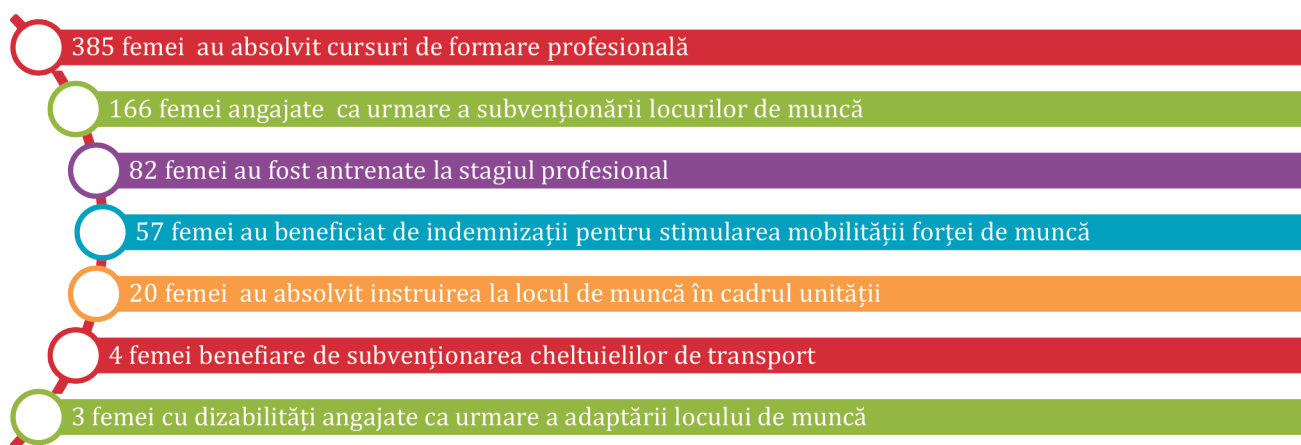 385 femei au absolvit cursuri de formare profesională
166 femei angajate ca urmare a subvenționării locurilor de muncă
82 femei au fost antrenate la stagiul profesional
57 femei au beneficiat de indemnizații pentru stimularea mobilității forței de muncă
20 femei au absolvit instruirea la locul de muncă în cadrul unității
4 femei benefiare de subvenționarea cheltuielilor de transport
3 femei cu dizabilități angajate ca urmare a adaptării locului de muncă